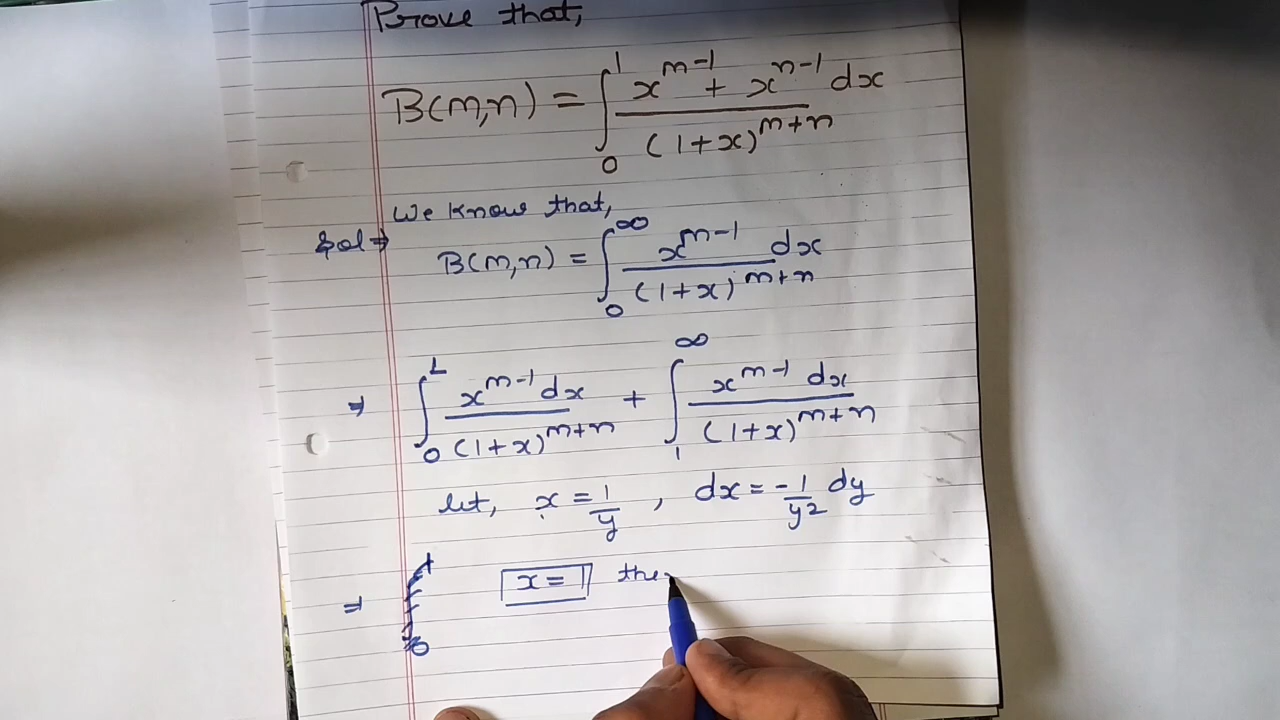 Prove that,
B(m,n) = ∫₀¹ x^{m-1} + x^{n-1} / (1+x)^{m+n} dx
We know that,
Sol ⇒ B(m,n) = ∫₀^∞ x^{m-1} / (1+x)^{m+n} dx
⇒ ∫₀¹ x^{m-1} dx / (1+x)^{m+n} + ∫₁^∞ x^{m-1} dx / (1+x)^{m+n}
let, x = 1/y , dx = -1/y² dy
⇒ x = 1 the